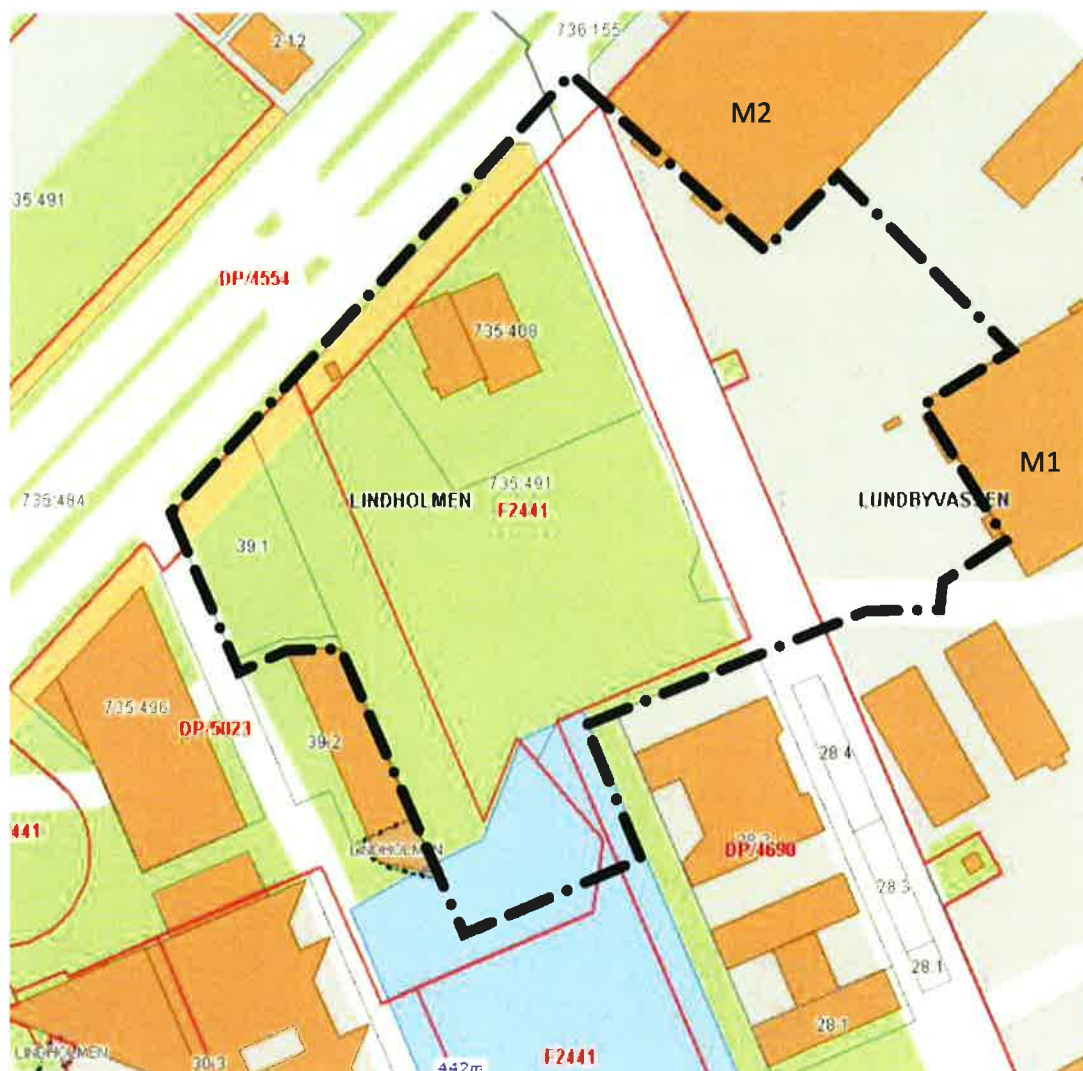 736:155
2:12
M2
35:491
DP/4554
735:408
M1
735:484
LINDHOLMEN
735:491
F2441
LUNDBYVASSEN
39:1
735:496
DP/5023
39:2
28:4
441
LINDHOLMEN
DP/4690
28:3
28:1
28:1
LINDHOLMEN
30:3
442m
F2441